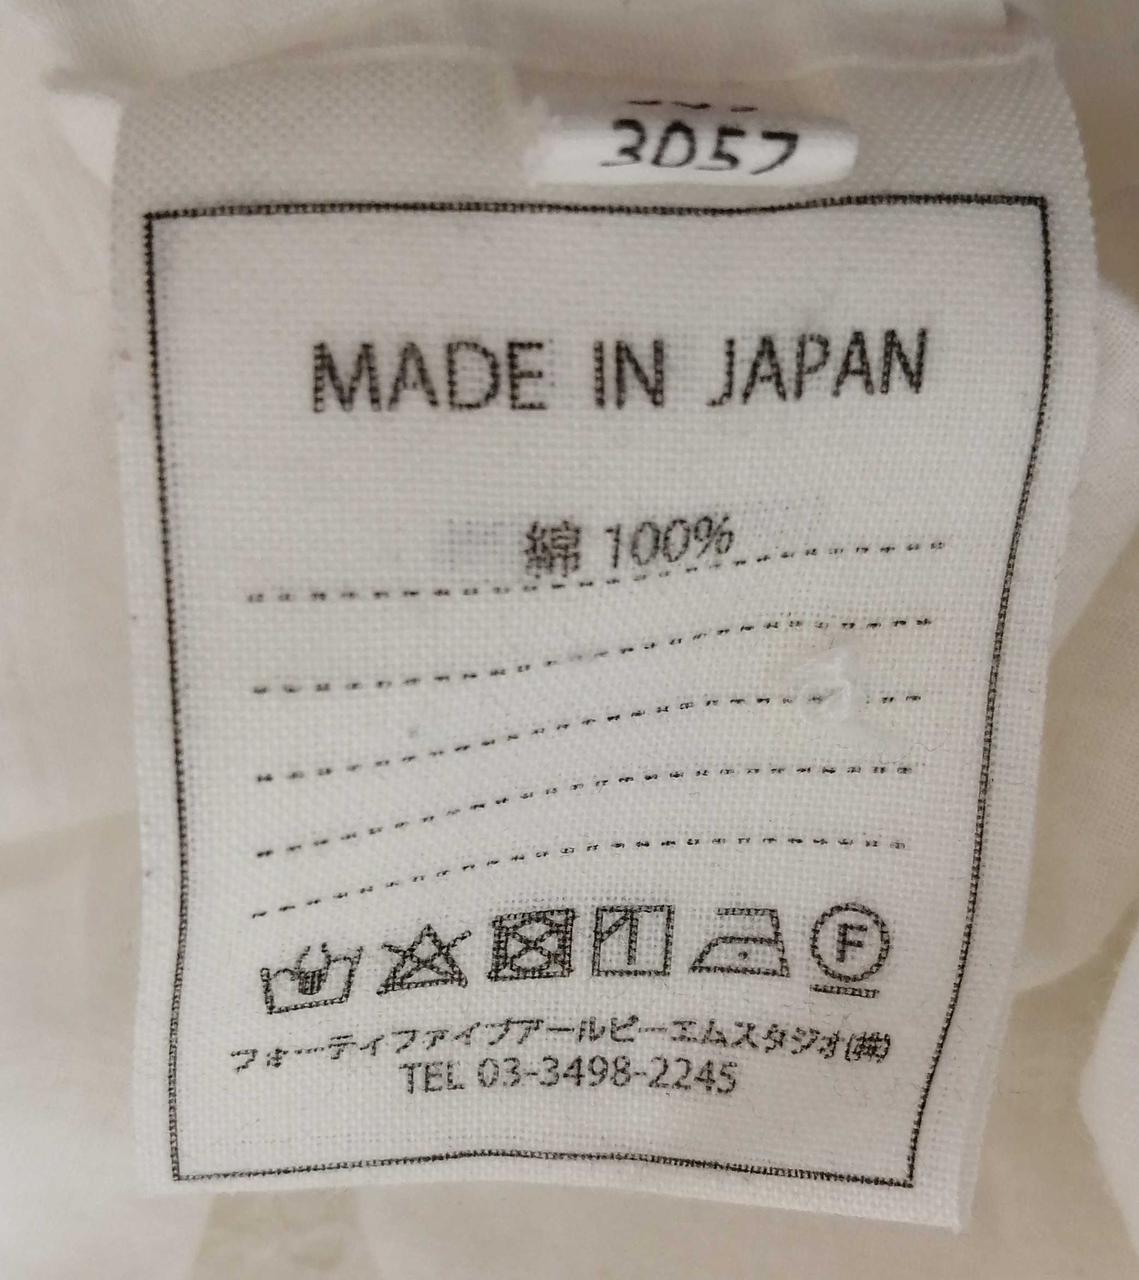 3057
MADE IN JAPAN
綿 100%
F
フォーティファイブアールピーエムスタジオ(株)
TEL 03-3498-2245